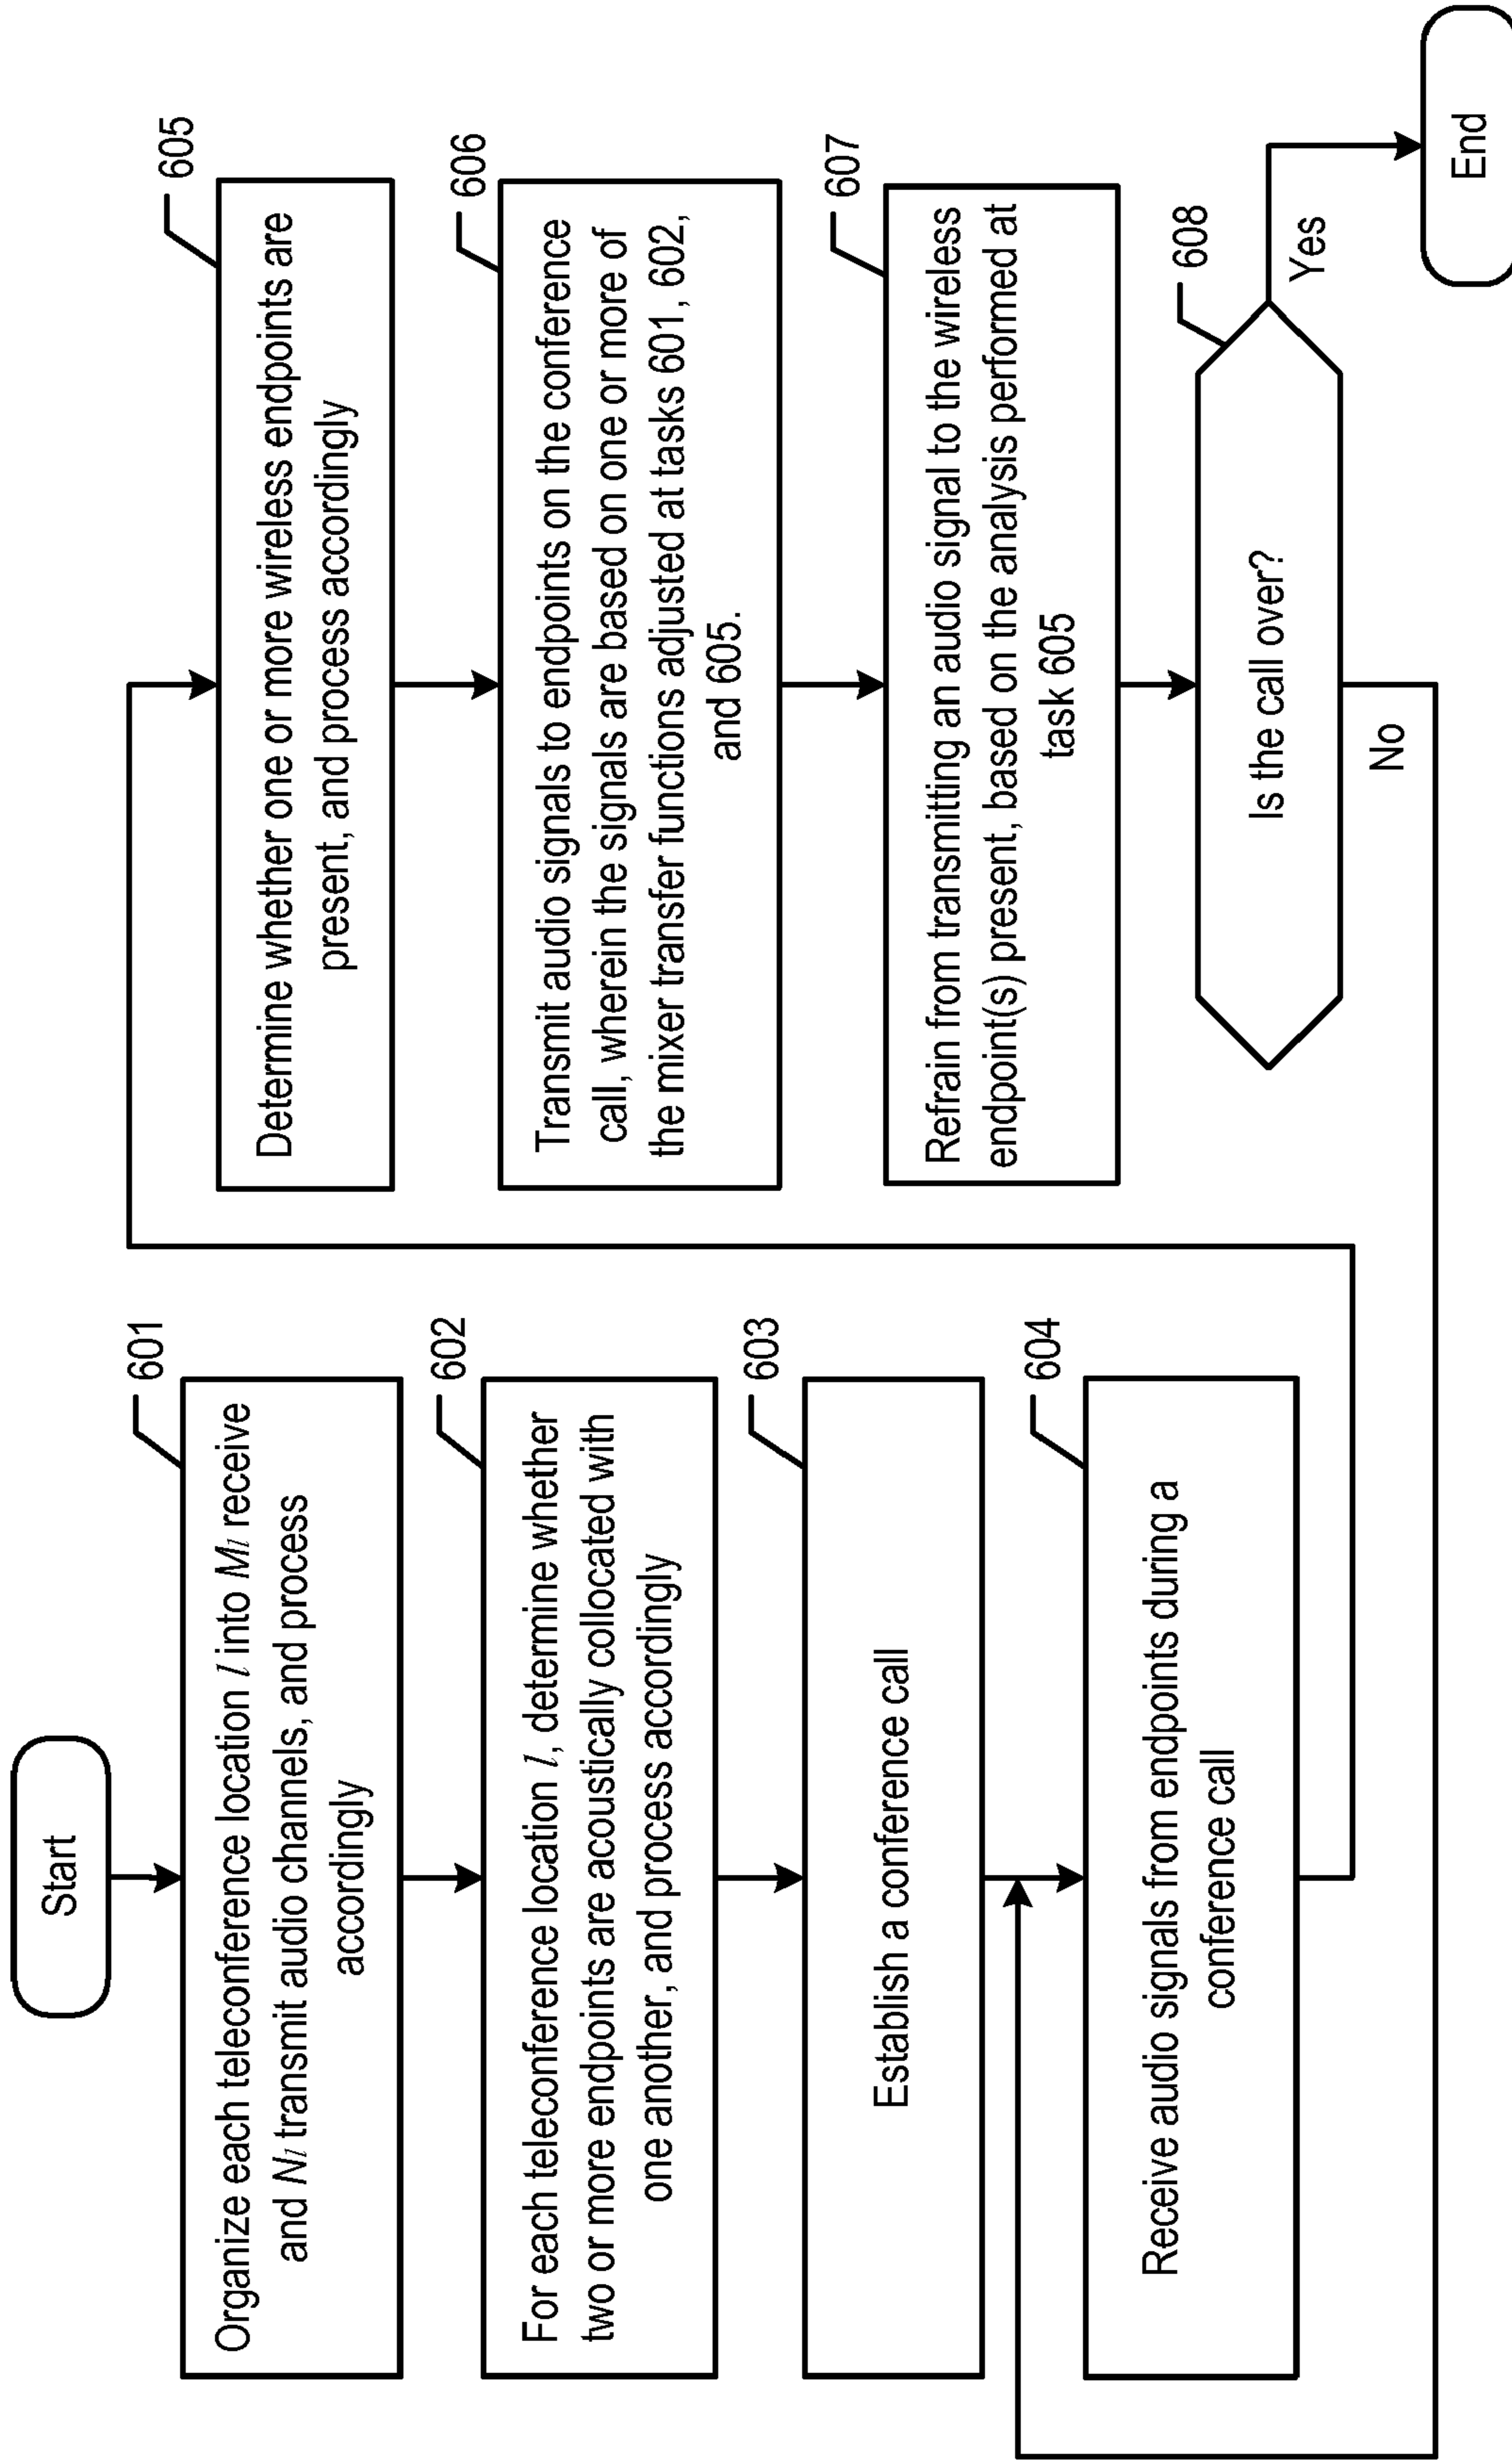 Start
601
Organize each teleconference location l into Ml receive
and Nl transmit audio channels, and process
accordingly
602
For each teleconference location l, determine whether
two or more endpoints are acoustically collocated with
one another, and process accordingly
603
Establish a conference call
604
Receive audio signals from endpoints during a
conference call
605
Determine whether one or more wireless endpoints are
present, and process accordingly
606
Transmit audio signals to endpoints on the conference
call, wherein the signals are based on one or more of
the mixer transfer functions adjusted at tasks 601, 602,
and 605.
607
Refrain from transmitting an audio signal to the wireless
endpoint(s) present, based on the analysis performed at
task 605
608
Is the call over?
Yes
No
End